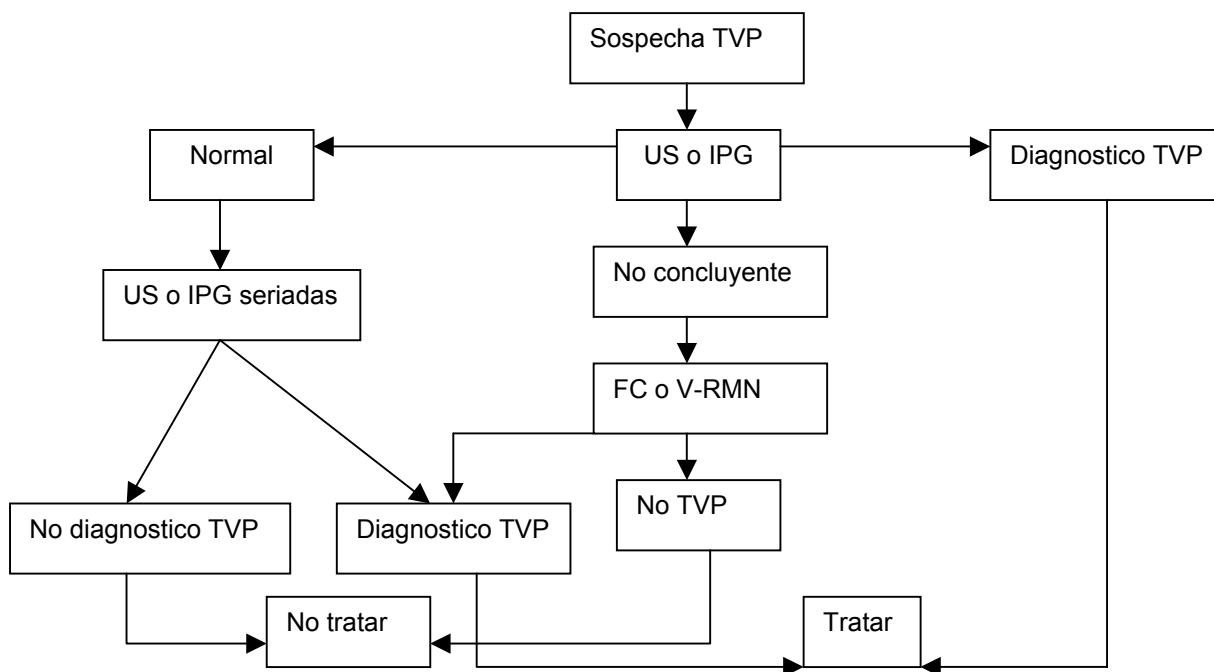 Sospecha TVP
Normal
US o IPG
Diagnostico TVP
US o IPG seriadas
No concluyente
FC o V-RMN
No diagnostico TVP
Diagnostico TVP
No TVP
No tratar
Tratar